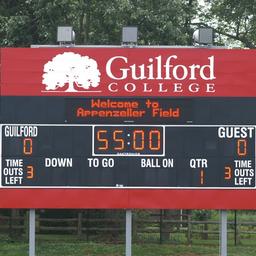 Guilford
COLLEGE
Welcome to
Appenzeller Field
GUILFORD
55:00
GUEST
0
0
TIME OUTS LEFT 3
DOWN
TO GO
BALL ON
QTR
1
TIME OUTS LEFT 3